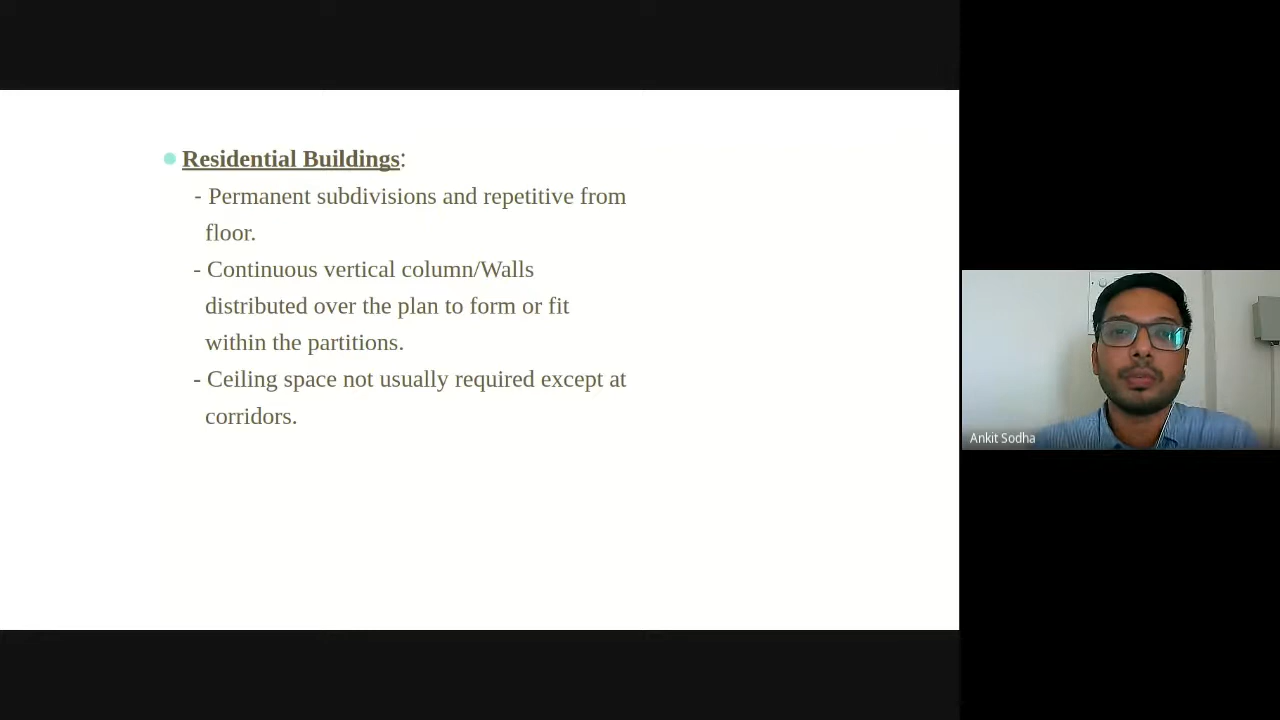 Residential Buildings:
- Permanent subdivisions and repetitive from
floor.
- Continuous vertical column/Walls
distributed over the plan to form or fit
within the partitions.
- Ceiling space not usually required except at
corridors.
Ankit Sodha